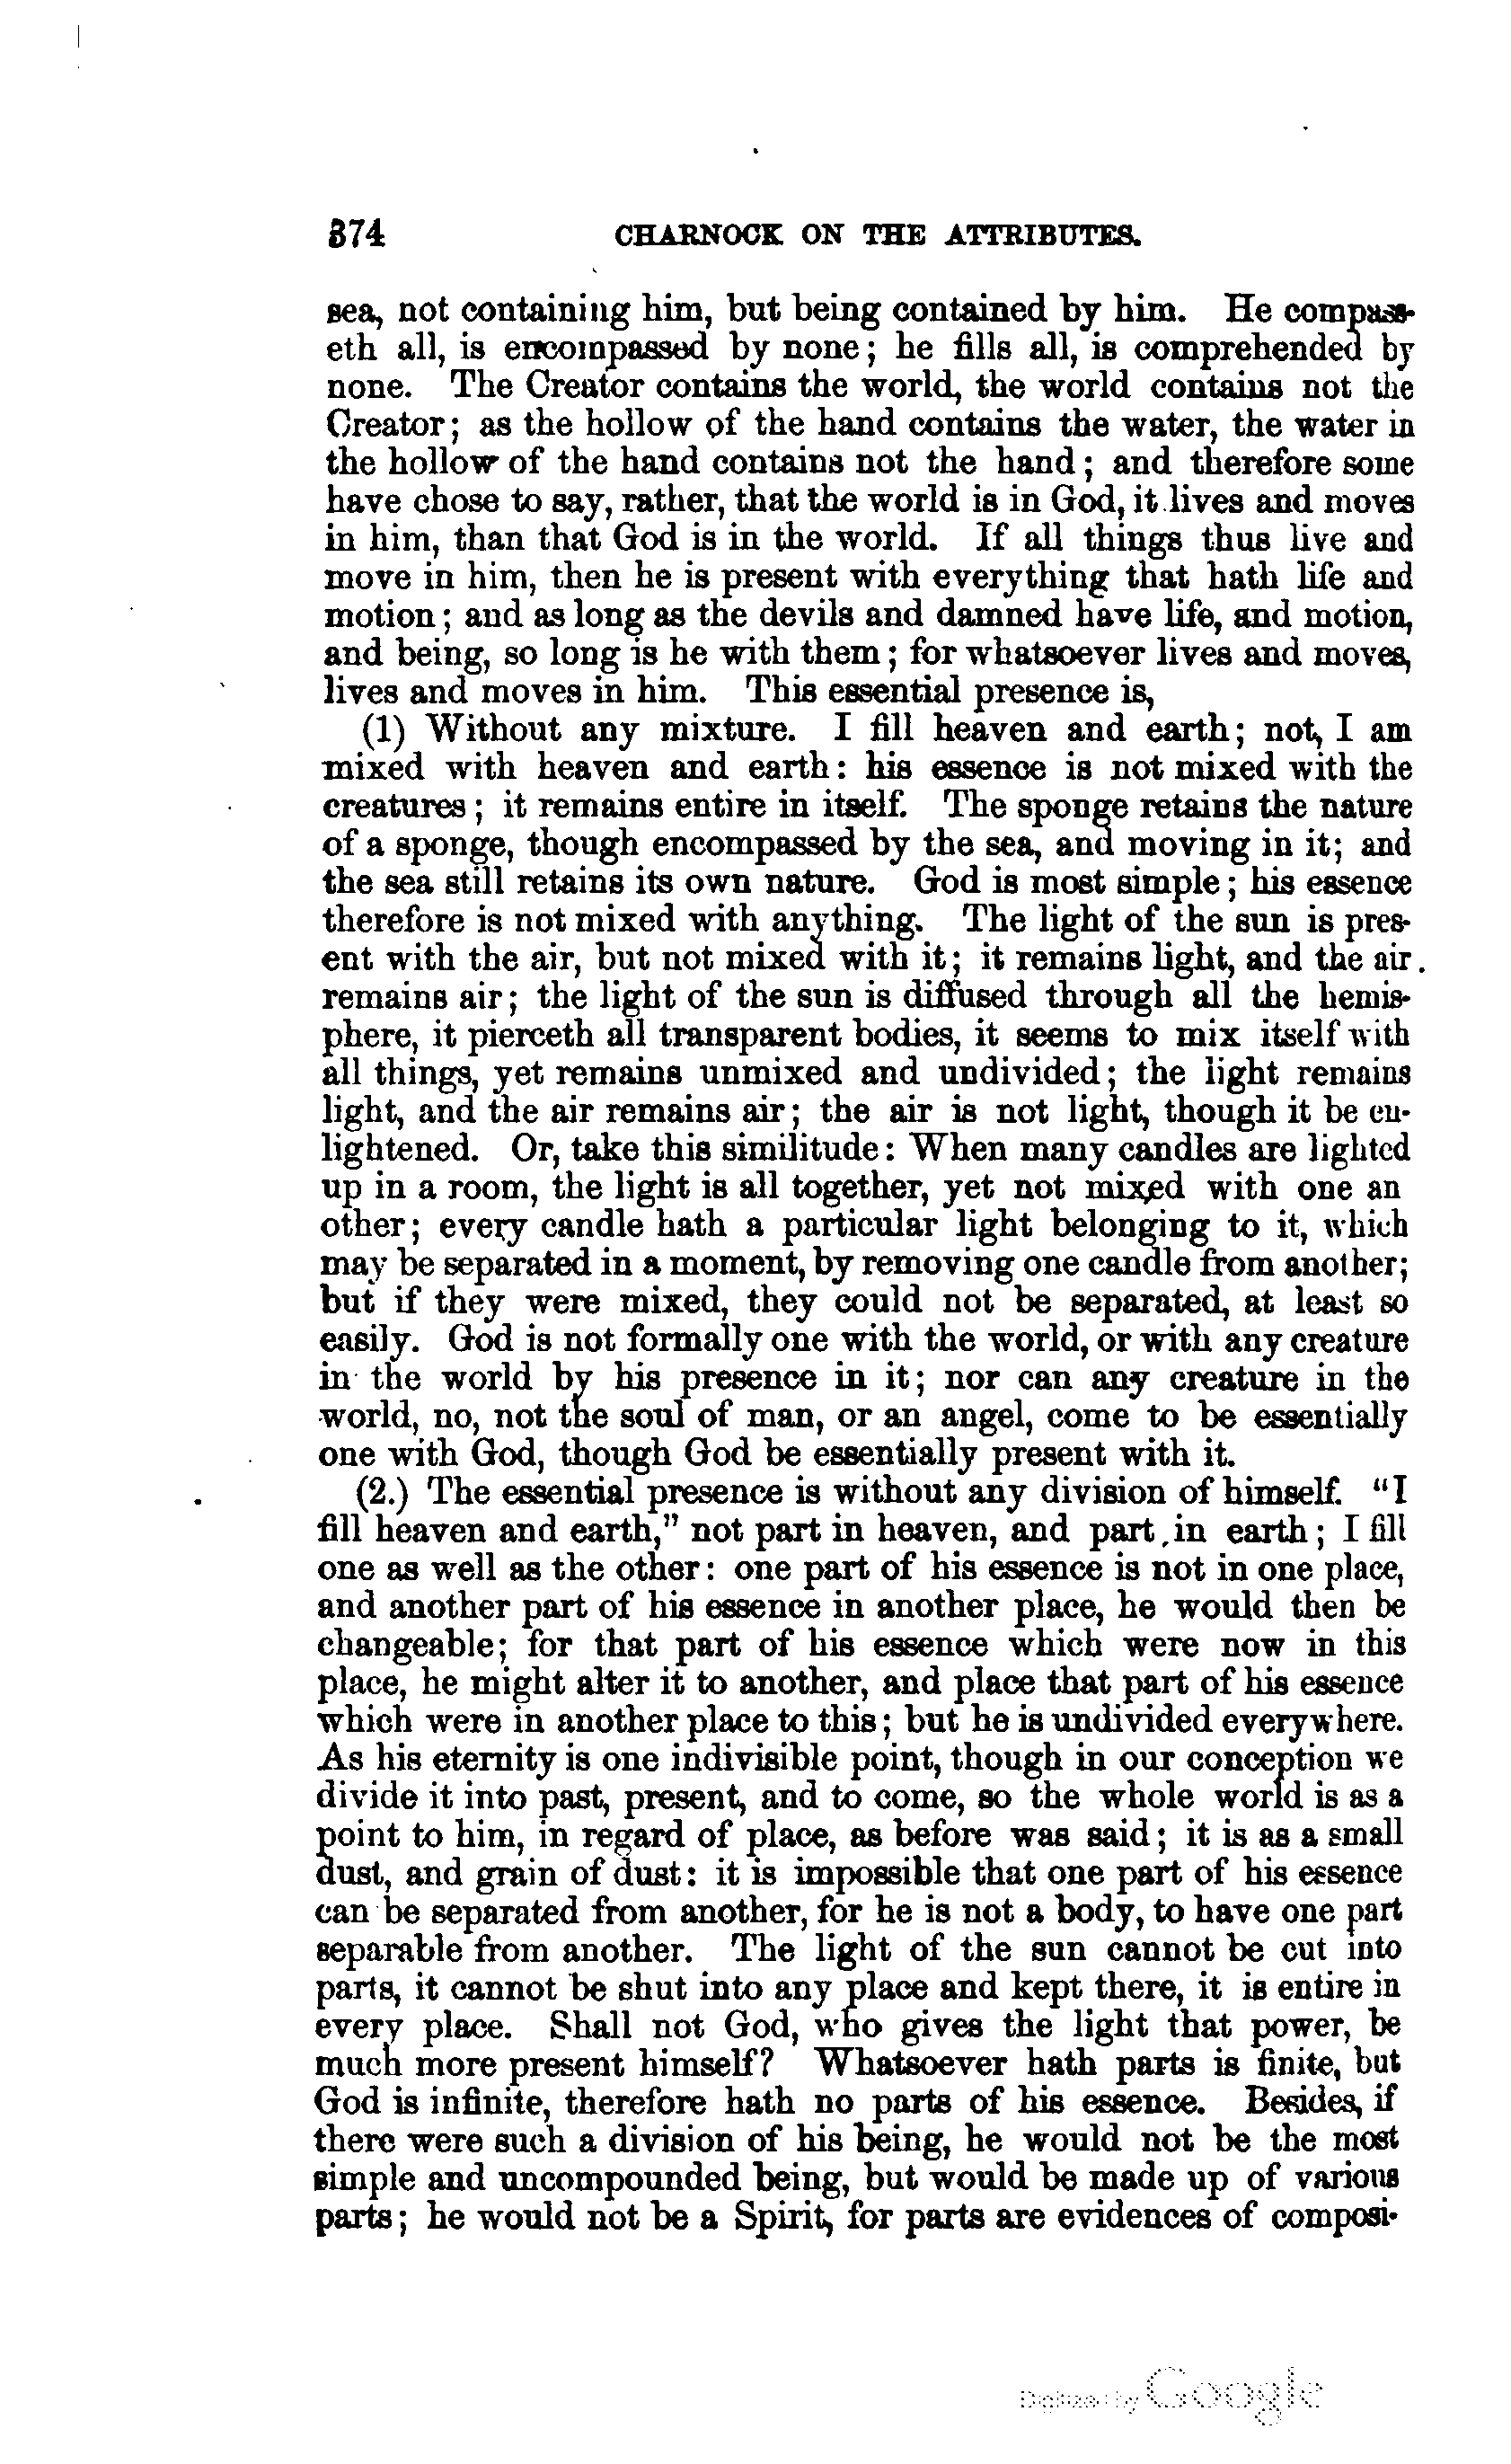 374 CHARNOCK ON THE ATTRIBUTES.
sea, not containing him, but being contained by him. He compass-
eth all, is encompassed by none; he fills all, is comprehended by
none. The Creator contains the world, the world contains not the
Creator; as the hollow of the hand contains the water, the water in
the hollow of the hand contains not the hand; and therefore some
have chose to say, rather, that the world is in God, it lives and moves
in him, than that God is in the world. If all things thus live and
move in him, then he is present with everything that hath life and
motion; and as long as the devils and damned have life, and motion,
and being, so long is he with them; for whatsoever lives and moves,
lives and moves in him. This essential presence is,
(1) Without any mixture. I fill heaven and earth; not, I am
mixed with heaven and earth: his essence is not mixed with the
creatures; it remains entire in itself. The sponge retains the nature
of a sponge, though encompassed by the sea, and moving in it; and
the sea still retains its own nature. God is most simple; his essence
therefore is not mixed with anything. The light of the sun is pres-
ent with the air, but not mixed with it; it remains light, and the air
remains air; the light of the sun is diffused through all the hemis-
phere, it pierceth all transparent bodies, it seems to mix itself with
all things, yet remains unmixed and undivided; the light remains
light, and the air remains air; the air is not light, though it be en-
lightened. Or, take this similitude: When many candles are lighted
up in a room, the light is all together, yet not mixed with one an
other; every candle hath a particular light belonging to it, which
may be separated in a moment, by removing one candle from another;
but if they were mixed, they could not be separated, at least so
easily. God is not formally one with the world, or with any creature
in the world by his presence in it; nor can any creature in the
world, no, not the soul of man, or an angel, come to be essentially
one with God, though God be essentially present with it.
(2.) The essential presence is without any division of himself. "I
fill heaven and earth," not part in heaven, and part in earth; I fill
one as well as the other: one part of his essence is not in one place,
and another part of his essence in another place, he would then be
changeable; for that part of his essence which were now in this
place, he might alter it to another, and place that part of his essence
which were in another place to this; but he is undivided everywhere.
As his eternity is one indivisible point, though in our conception we
divide it into past, present, and to come, so the whole world is as a
point to him, in regard of place, as before was said; it is as a small
dust, and grain of dust: it is impossible that one part of his essence
can be separated from another, for he is not a body, to have one part
separable from another. The light of the sun cannot be cut into
parts, it cannot be shut into any place and kept there, it is entire in
every place. Shall not God, who gives the light that power, be
much more present himself? Whatsoever hath parts is finite, but
God is infinite, therefore hath no parts of his essence. Besides, if
there were such a division of his being, he would not be the most
simple and uncompounded being, but would be made up of various
parts; he would not be a Spirit, for parts are evidences of composi-
Digitized by Google